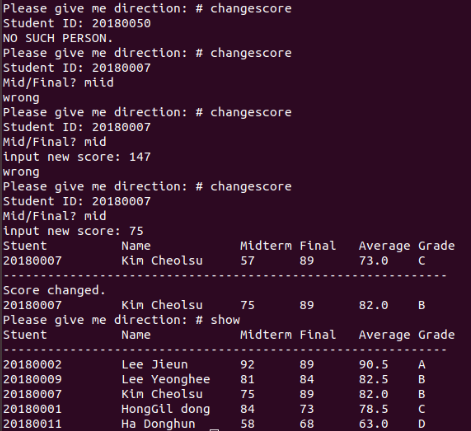 Please give me direction: # changescore
Student ID: 20180050
NO SUCH PERSON.
Please give me direction: # changescore
Student ID: 20180007
Mid/Final? miid
wrong
Please give me direction: # changescore
Student ID: 20180007
Mid/Final? mid
input new score: 147
wrong
Please give me direction: # changescore
Student ID: 20180007
Mid/Final? mid
input new score: 75
Stuent Name Midterm Final Average Grade
20180007 Kim Cheolsu 57 89 73.0 C
------------------------------------------------------------
Score changed.
20180007 Kim Cheolsu 75 89 82.0 B
Please give me direction: # show
Stuent Name Midterm Final Average Grade
------------------------------------------------------------
20180002 Lee Jieun 92 89 90.5 A
20180009 Lee Yeonghee 81 84 82.5 B
20180007 Kim Cheolsu 75 89 82.0 B
20180001 HongGil dong 84 73 78.5 C
20180011 Ha Donghun 58 68 63.0 D